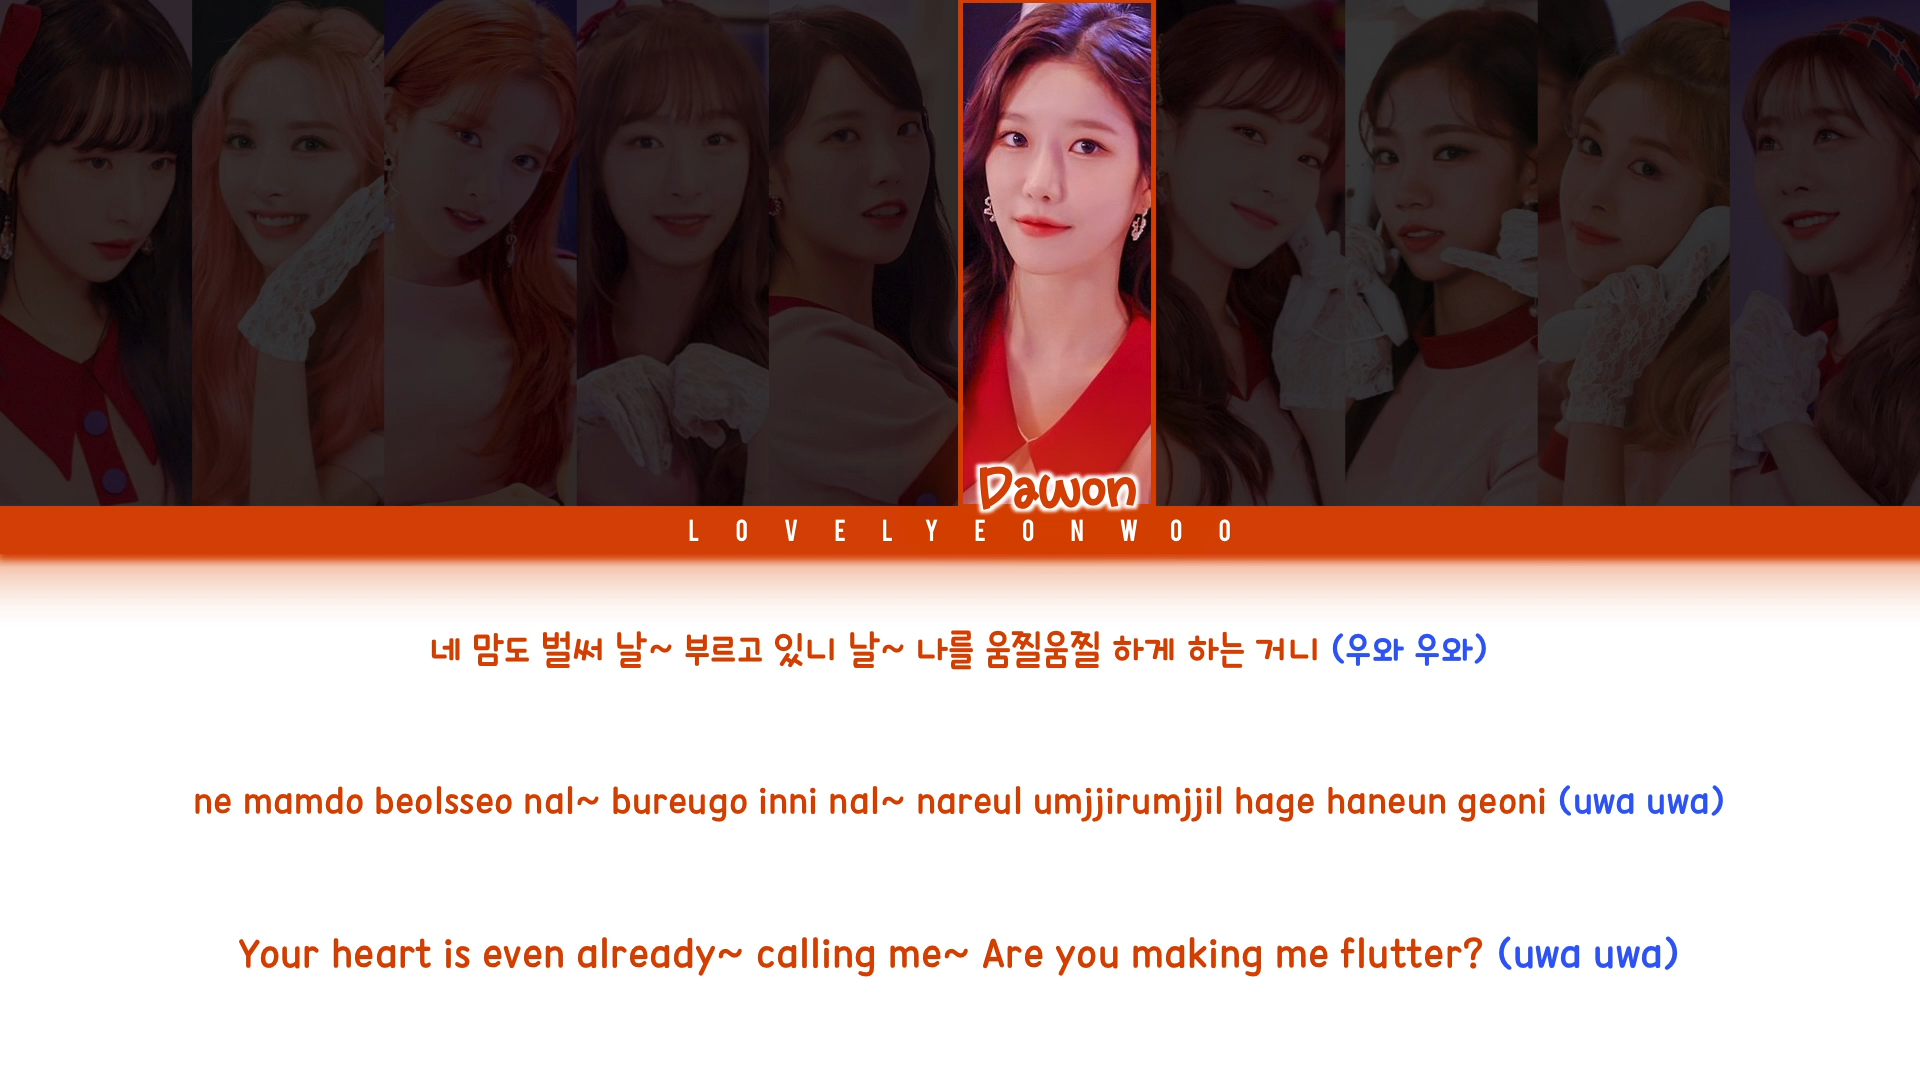 Dawon
LOVELYEONWOO
네 맘도 벌써 날~ 부르고 있니 날~ 나를 움찔움찔 하게 하는 거니 (우와 우와)
ne mamdo beolsseo nal~ bureugo inni nal~ nareul umjjirumjjil hage haneun geoni (uwa uwa)
Your heart is even already~ calling me~ Are you making me flutter? (uwa uwa)